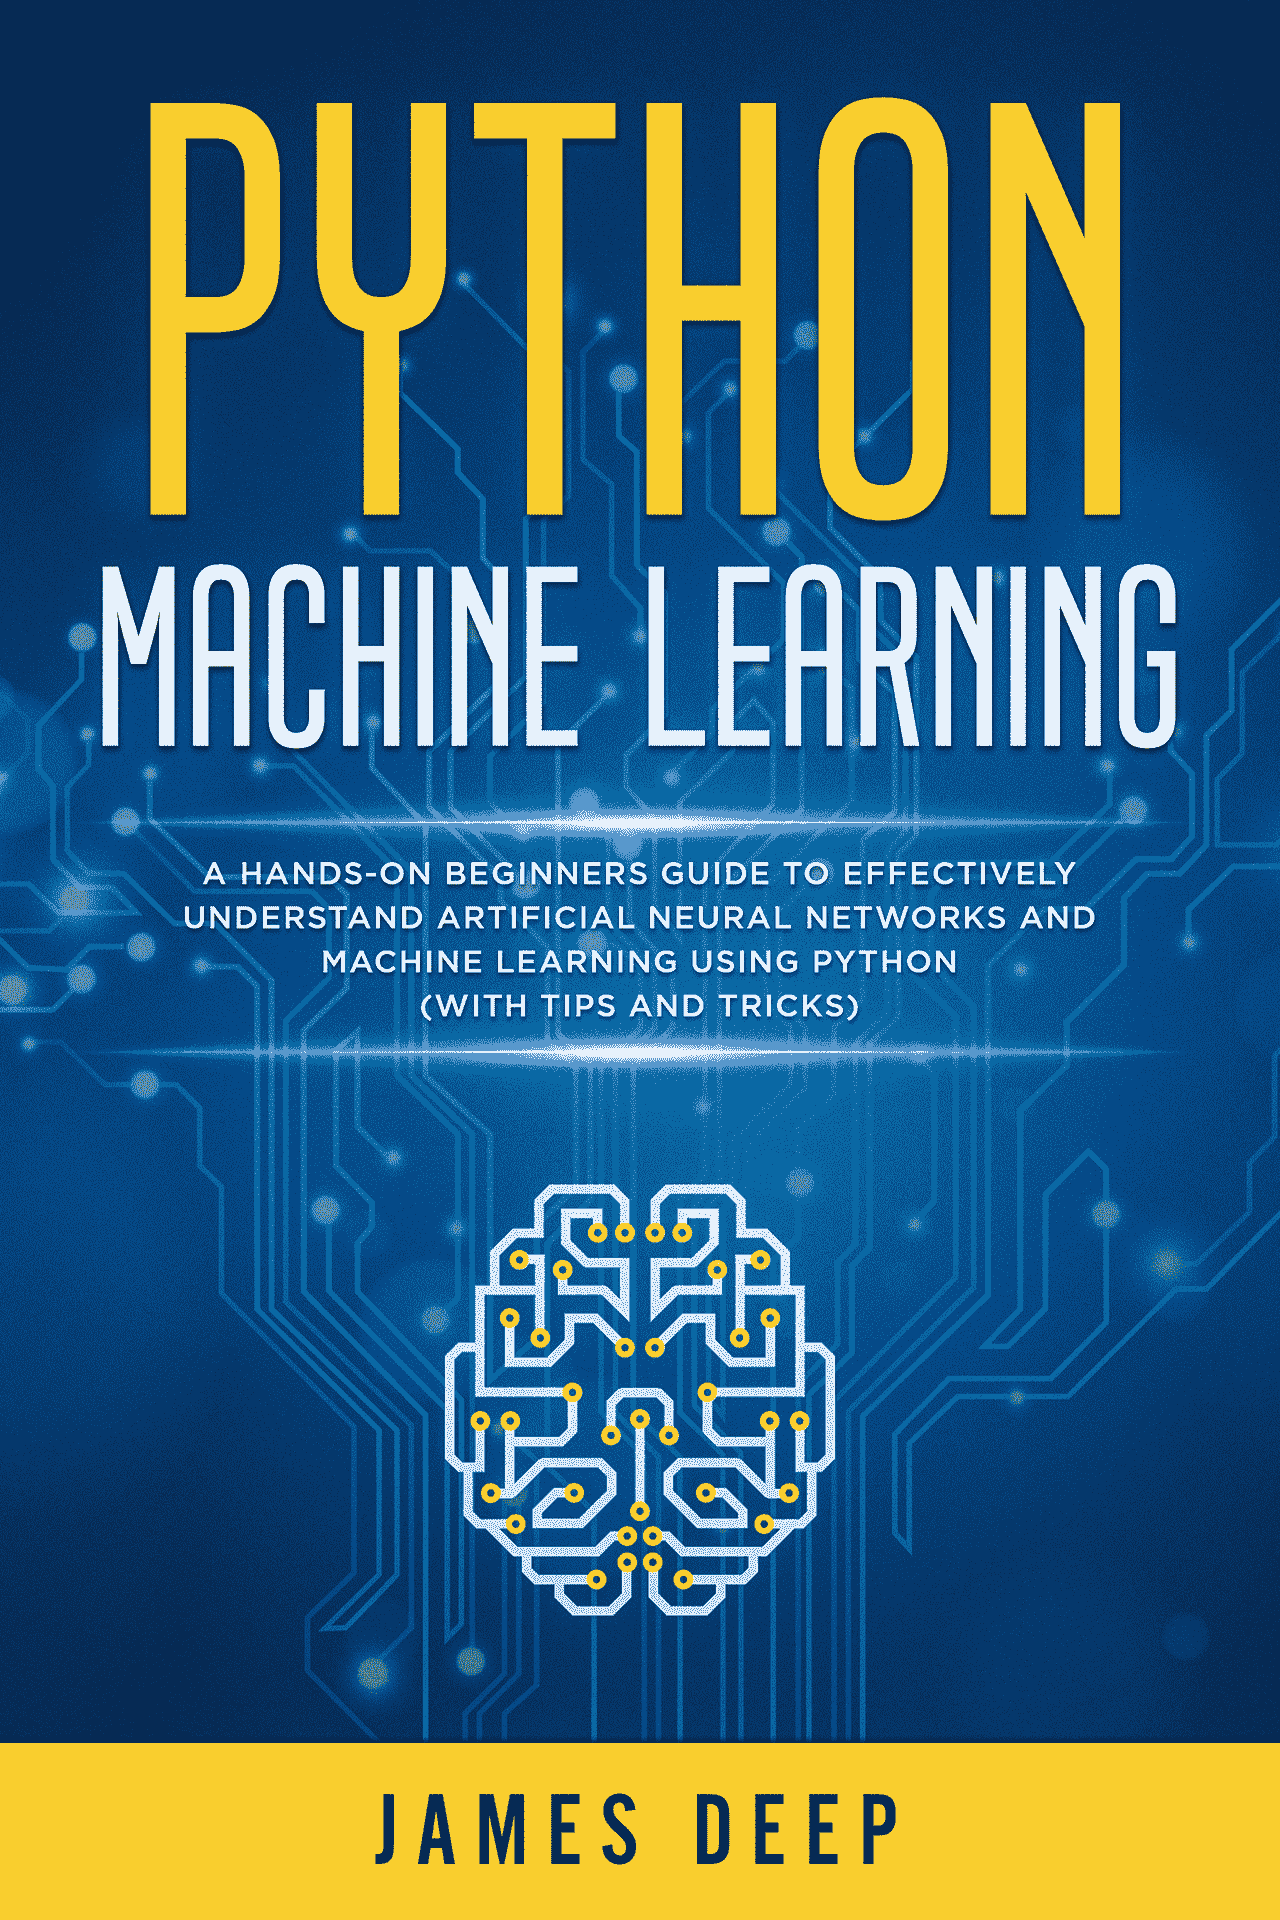 PYTHON
MACHINE LEARNING
A HANDS-ON BEGINNERS GUIDE TO EFFECTIVELY
UNDERSTAND ARTIFICIAL NEURAL NETWORKS AND
MACHINE LEARNING USING PYTHON
(WITH TIPS AND TRICKS)
JAMES DEEP